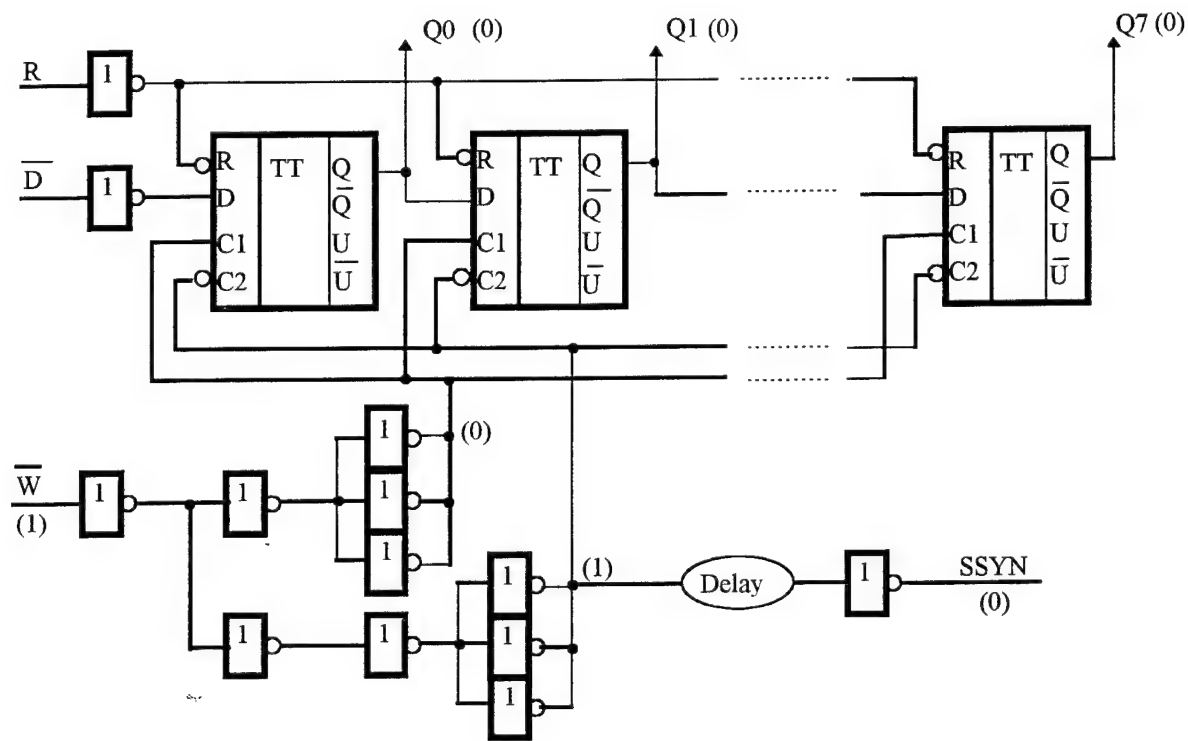 Q0 (0)
Q1 (0)
Q7 (0)
R
1
D̅
1
R
D
C1
C2
TT
Q
Q̅
U
U̅
R
D
C1
C2
TT
Q
Q̅
U
U̅
R
D
C1
C2
TT
Q
Q̅
U
U̅
W̅
(1)
1
1
1
1
1
(0)
1
1
1
1
1
(1)
Delay
1
SSYN
(0)